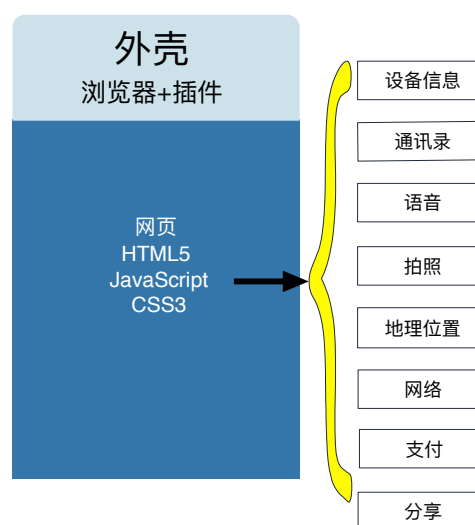 外壳
浏览器+插件
网页
HTML5
JavaScript
CSS3
设备信息
通讯录
语音
拍照
地理位置
网络
支付
分享